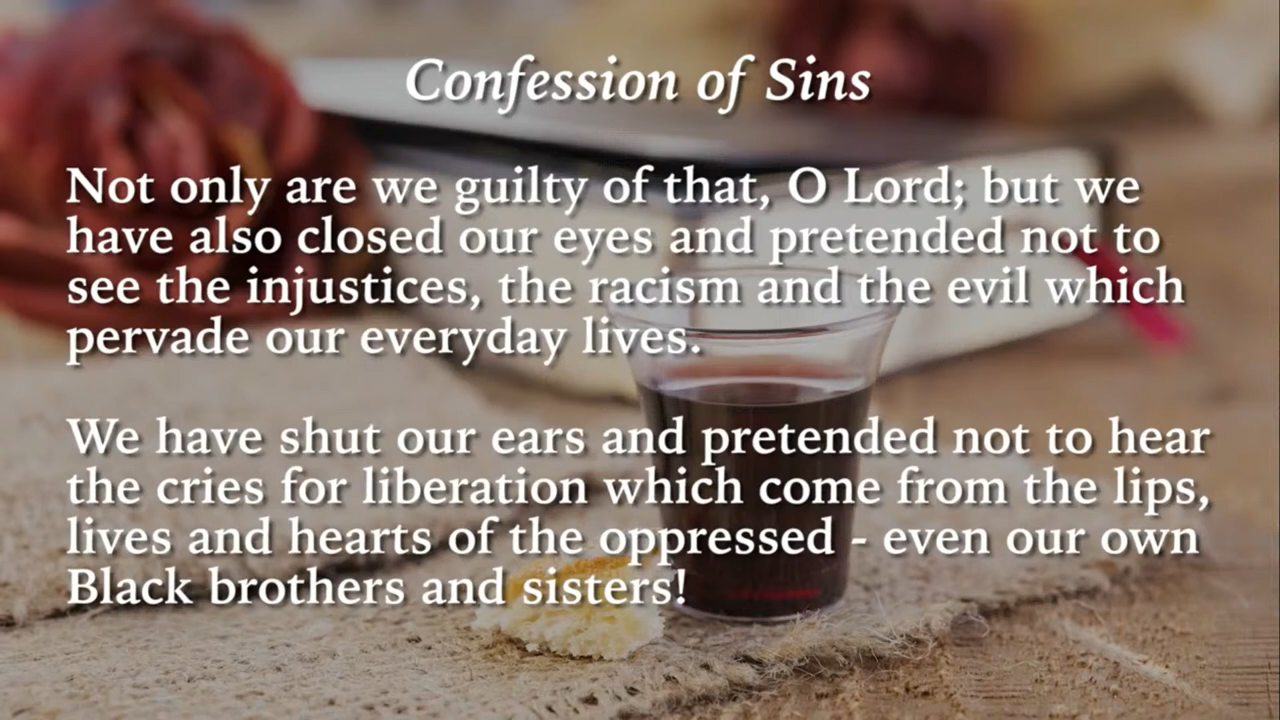 Confession of Sins
Not only are we guilty of that, O Lord; but we
have also closed our eyes and pretended not to
see the injustices, the racism and the evil which
pervade our everyday lives.
We have shut our ears and pretended not to hear
the cries for liberation which come from the lips,
lives and hearts of the oppressed - even our own
Black brothers and sisters!